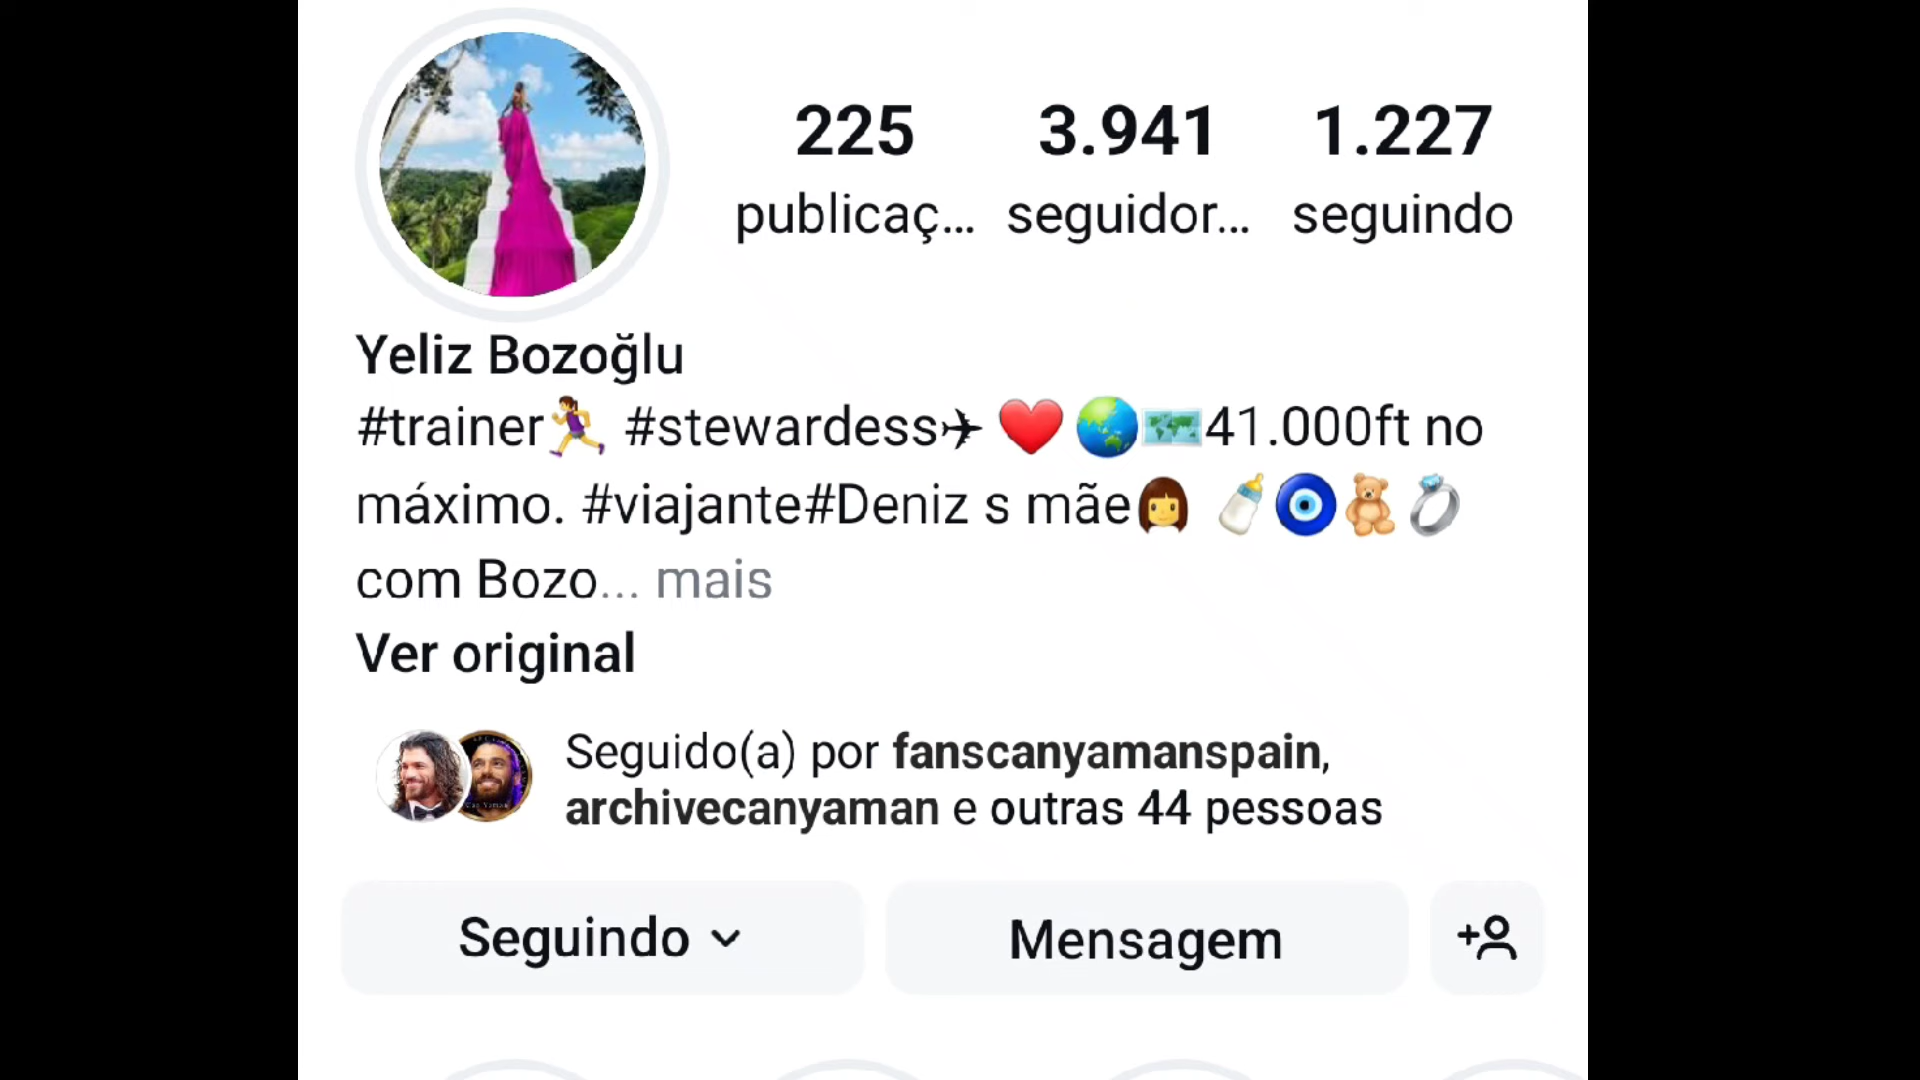 225 3.941 1.227
publicaç... seguidor... seguindo
Yeliz Bozoğlu
#trainer🏃‍♀️ #stewardess✈ ❤️ 🌏🗺️41.000ft no
máximo. #viajante#Deniz s mãe👩 🍼🧿🧸💍
com Bozo... mais
Ver original
Seguido(a) por fanscanyamanspain,
archivecanyaman e outras 44 pessoas
Seguindo Mensagem